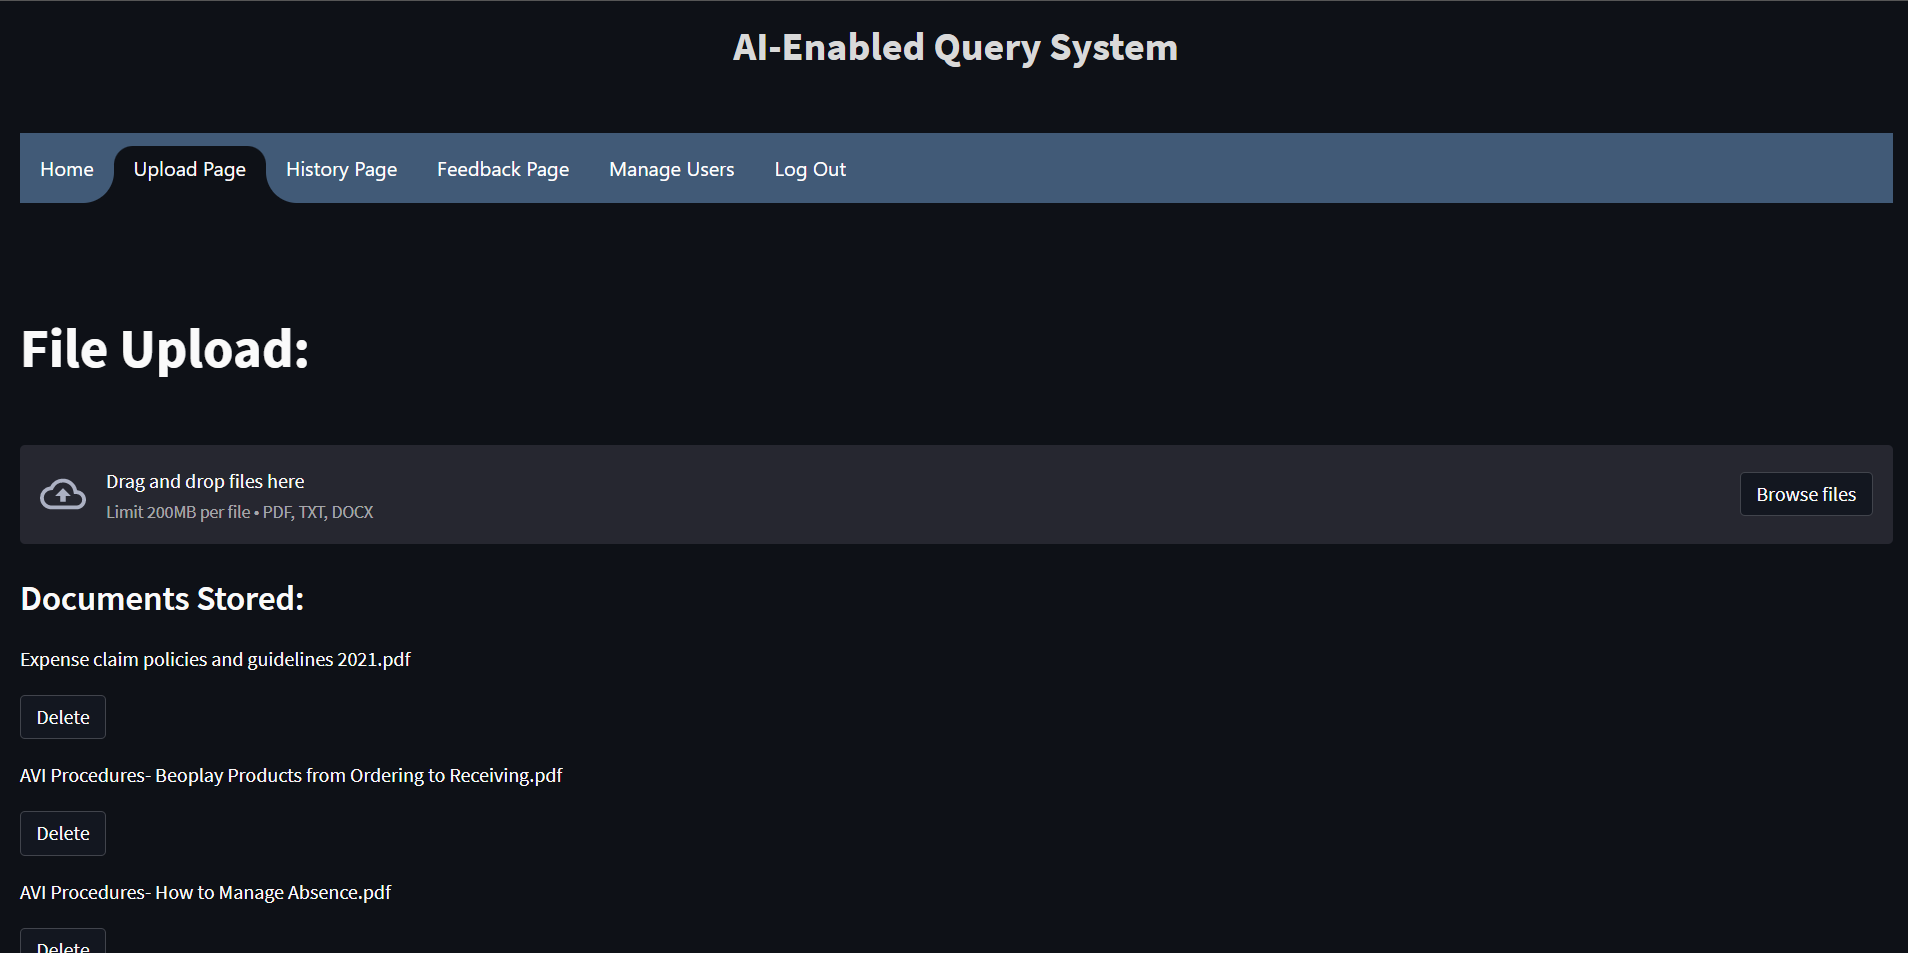 AI-Enabled Query System
Home Upload Page History Page Feedback Page Manage Users Log Out
File Upload:
Drag and drop files here
Limit 200MB per file • PDF, TXT, DOCX
Browse files
Documents Stored:
Expense claim policies and guidelines 2021.pdf
Delete
AVI Procedures- Beoplay Products from Ordering to Receiving.pdf
Delete
AVI Procedures- How to Manage Absence.pdf
Delete